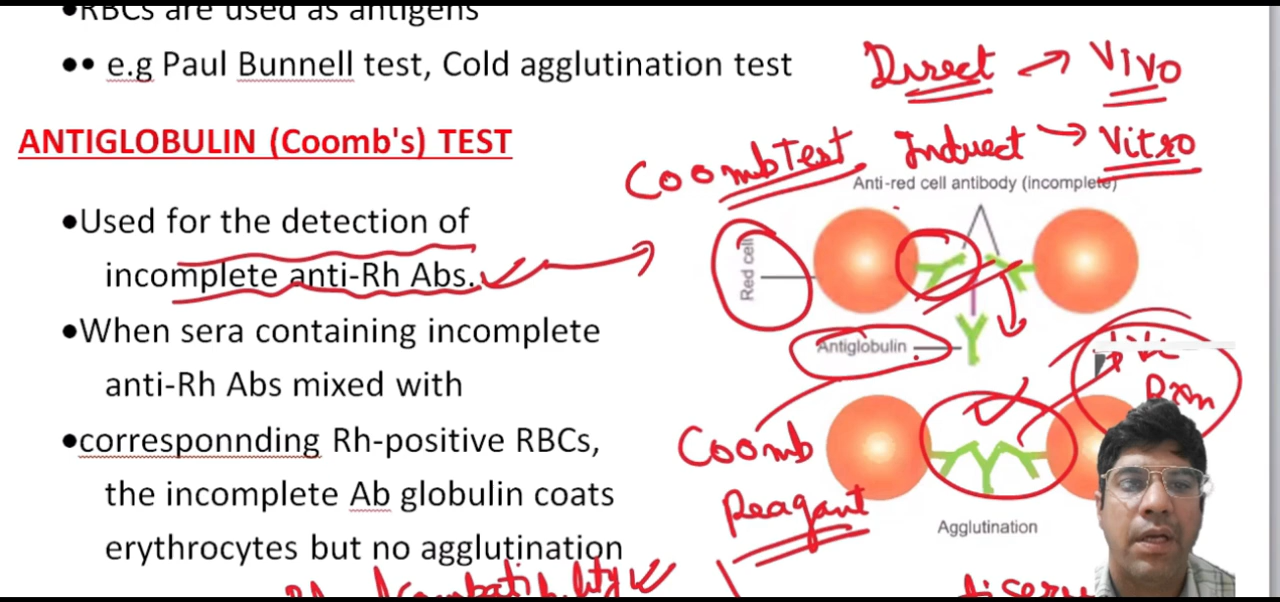 •RBCs are used as antigens
•• e.g Paul Bunnell test, Cold agglutination test
Direct → Vivo
ANTIGLOBULIN (Coomb's) TEST
Coomb Test
Indirect → Vitro
Anti-red cell antibody (incomplete)
•Used for the detection of
incomplete anti-Rh Abs.
Red cell
•When sera containing incomplete
anti-Rh Abs mixed with
Antiglobulin
+ve
Rxn
•corresponnding Rh-positive RBCs,
the incomplete Ab globulin coats
erythrocytes but no agglutination
Coomb
Reagant
Agglutination